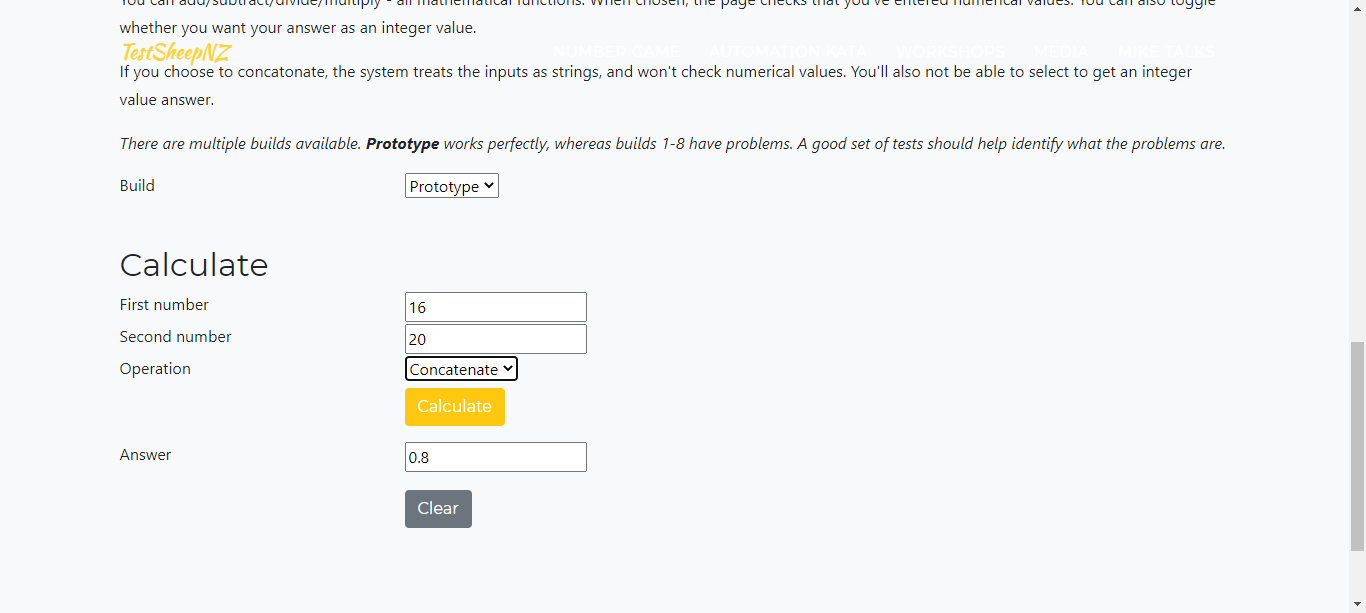 You can add/subtract/divide/multiply - all mathematical functions. When chosen, the page checks that you've entered numerical values. You can also toggle
whether you want your answer as an integer value.
TestSheepNZ
NUMBER GAME AUTOMATION KATA WORKSHOPS MEDIA MIKE TALKS
If you choose to concatonate, the system treats the inputs as strings, and won't check numerical values. You'll also not be able to select to get an integer
value answer.
There are multiple builds available. Prototype works perfectly, whereas builds 1-8 have problems. A good set of tests should help identify what the problems are.
Build Prototype
Calculate
First number 16
Second number 20
Operation Concatenate
Calculate
Answer 0.8
Clear